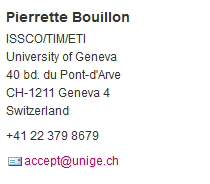 Pierrette Bouillon
ISSCO/TIM/ETI
University of Geneva
40 bd. du Pont-d'Arve
CH-1211 Geneva 4
Switzerland
+41 22 379 8679
accept@unige.ch